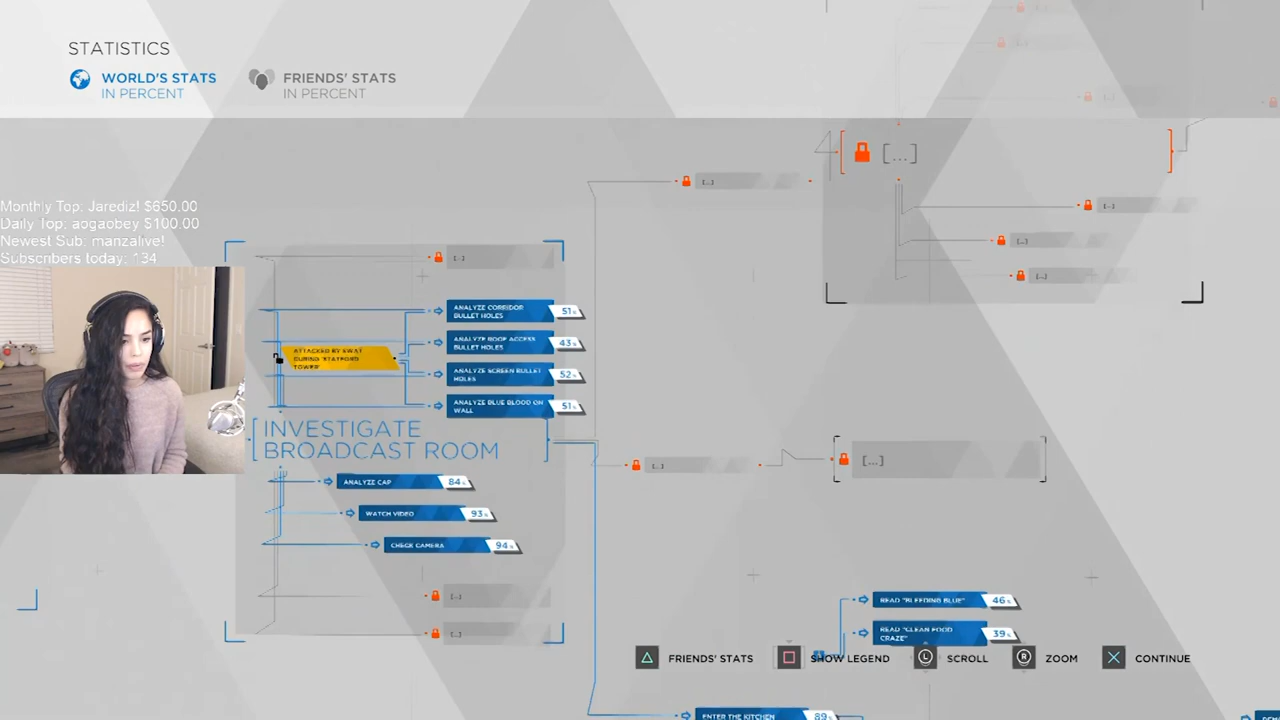 STATISTICS
WORLD'S STATS
IN PERCENT
FRIENDS' STATS
IN PERCENT
[...]
[...]
[...]
[...]
[...]
Monthly Top: Jarediz! $650.00
Daily Top: aogaobey $100.00
Newest Sub: manzalive!
Subscribers today: 134
[...]
ANALYZE CORRIDOR
BULLET HOLES
51%
ANALYZE ROOF ACCESS
BULLET HOLES
43%
ATTACKED BY SWAT
DURING "STATFORD
TOWER"
ANALYZE SCREEN BULLET
HOLES
52%
ANALYZE BLUE BLOOD ON
WALL
51%
INVESTIGATE
BROADCAST ROOM
[...]
[...]
ANALYZE CAP
84%
WATCH VIDEO
93%
CHECK CAMERA
94%
[...]
[...]
READ "BLEEDING BLUE"
46%
READ "CLEAN FOOD
CRAZE"
39%
FRIENDS' STATS
SHOW LEGEND
L
SCROLL
R
ZOOM
CONTINUE
ENTER THE KITCHEN
89%